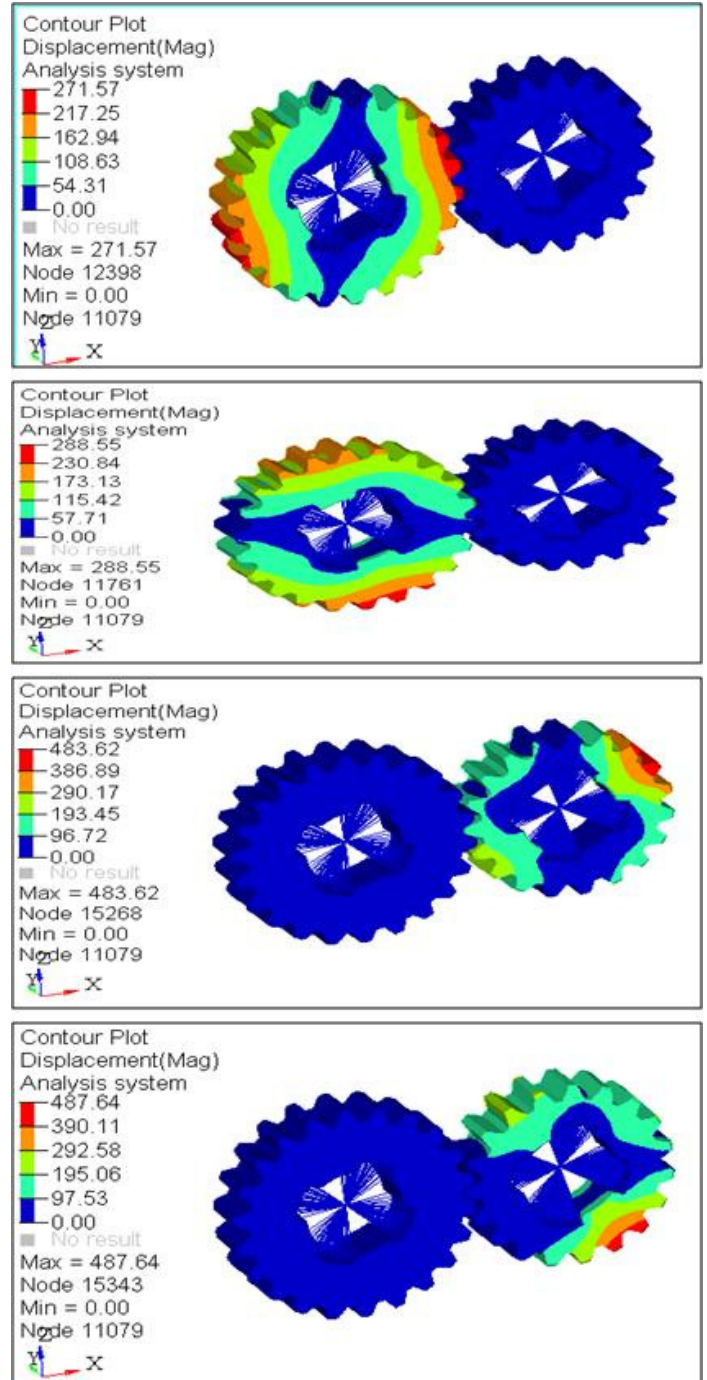 Contour Plot
Displacement(Mag)
Analysis system
271.57
217.25
162.94
108.63
54.31
0.00
No result
Max = 271.57
Node 12398
Min = 0.00
Node 11079
Z
Y
X
Contour Plot
Displacement(Mag)
Analysis system
288.55
230.84
173.13
115.42
57.71
0.00
No result
Max = 288.55
Node 11761
Min = 0.00
Node 11079
Z
Y
X
Contour Plot
Displacement(Mag)
Analysis system
483.62
386.89
290.17
193.45
96.72
0.00
No result
Max = 483.62
Node 15268
Min = 0.00
Node 11079
Z
Y
X
Contour Plot
Displacement(Mag)
Analysis system
487.64
390.11
292.58
195.06
97.53
0.00
No result
Max = 487.64
Node 15343
Min = 0.00
Node 11079
Z
Y
X